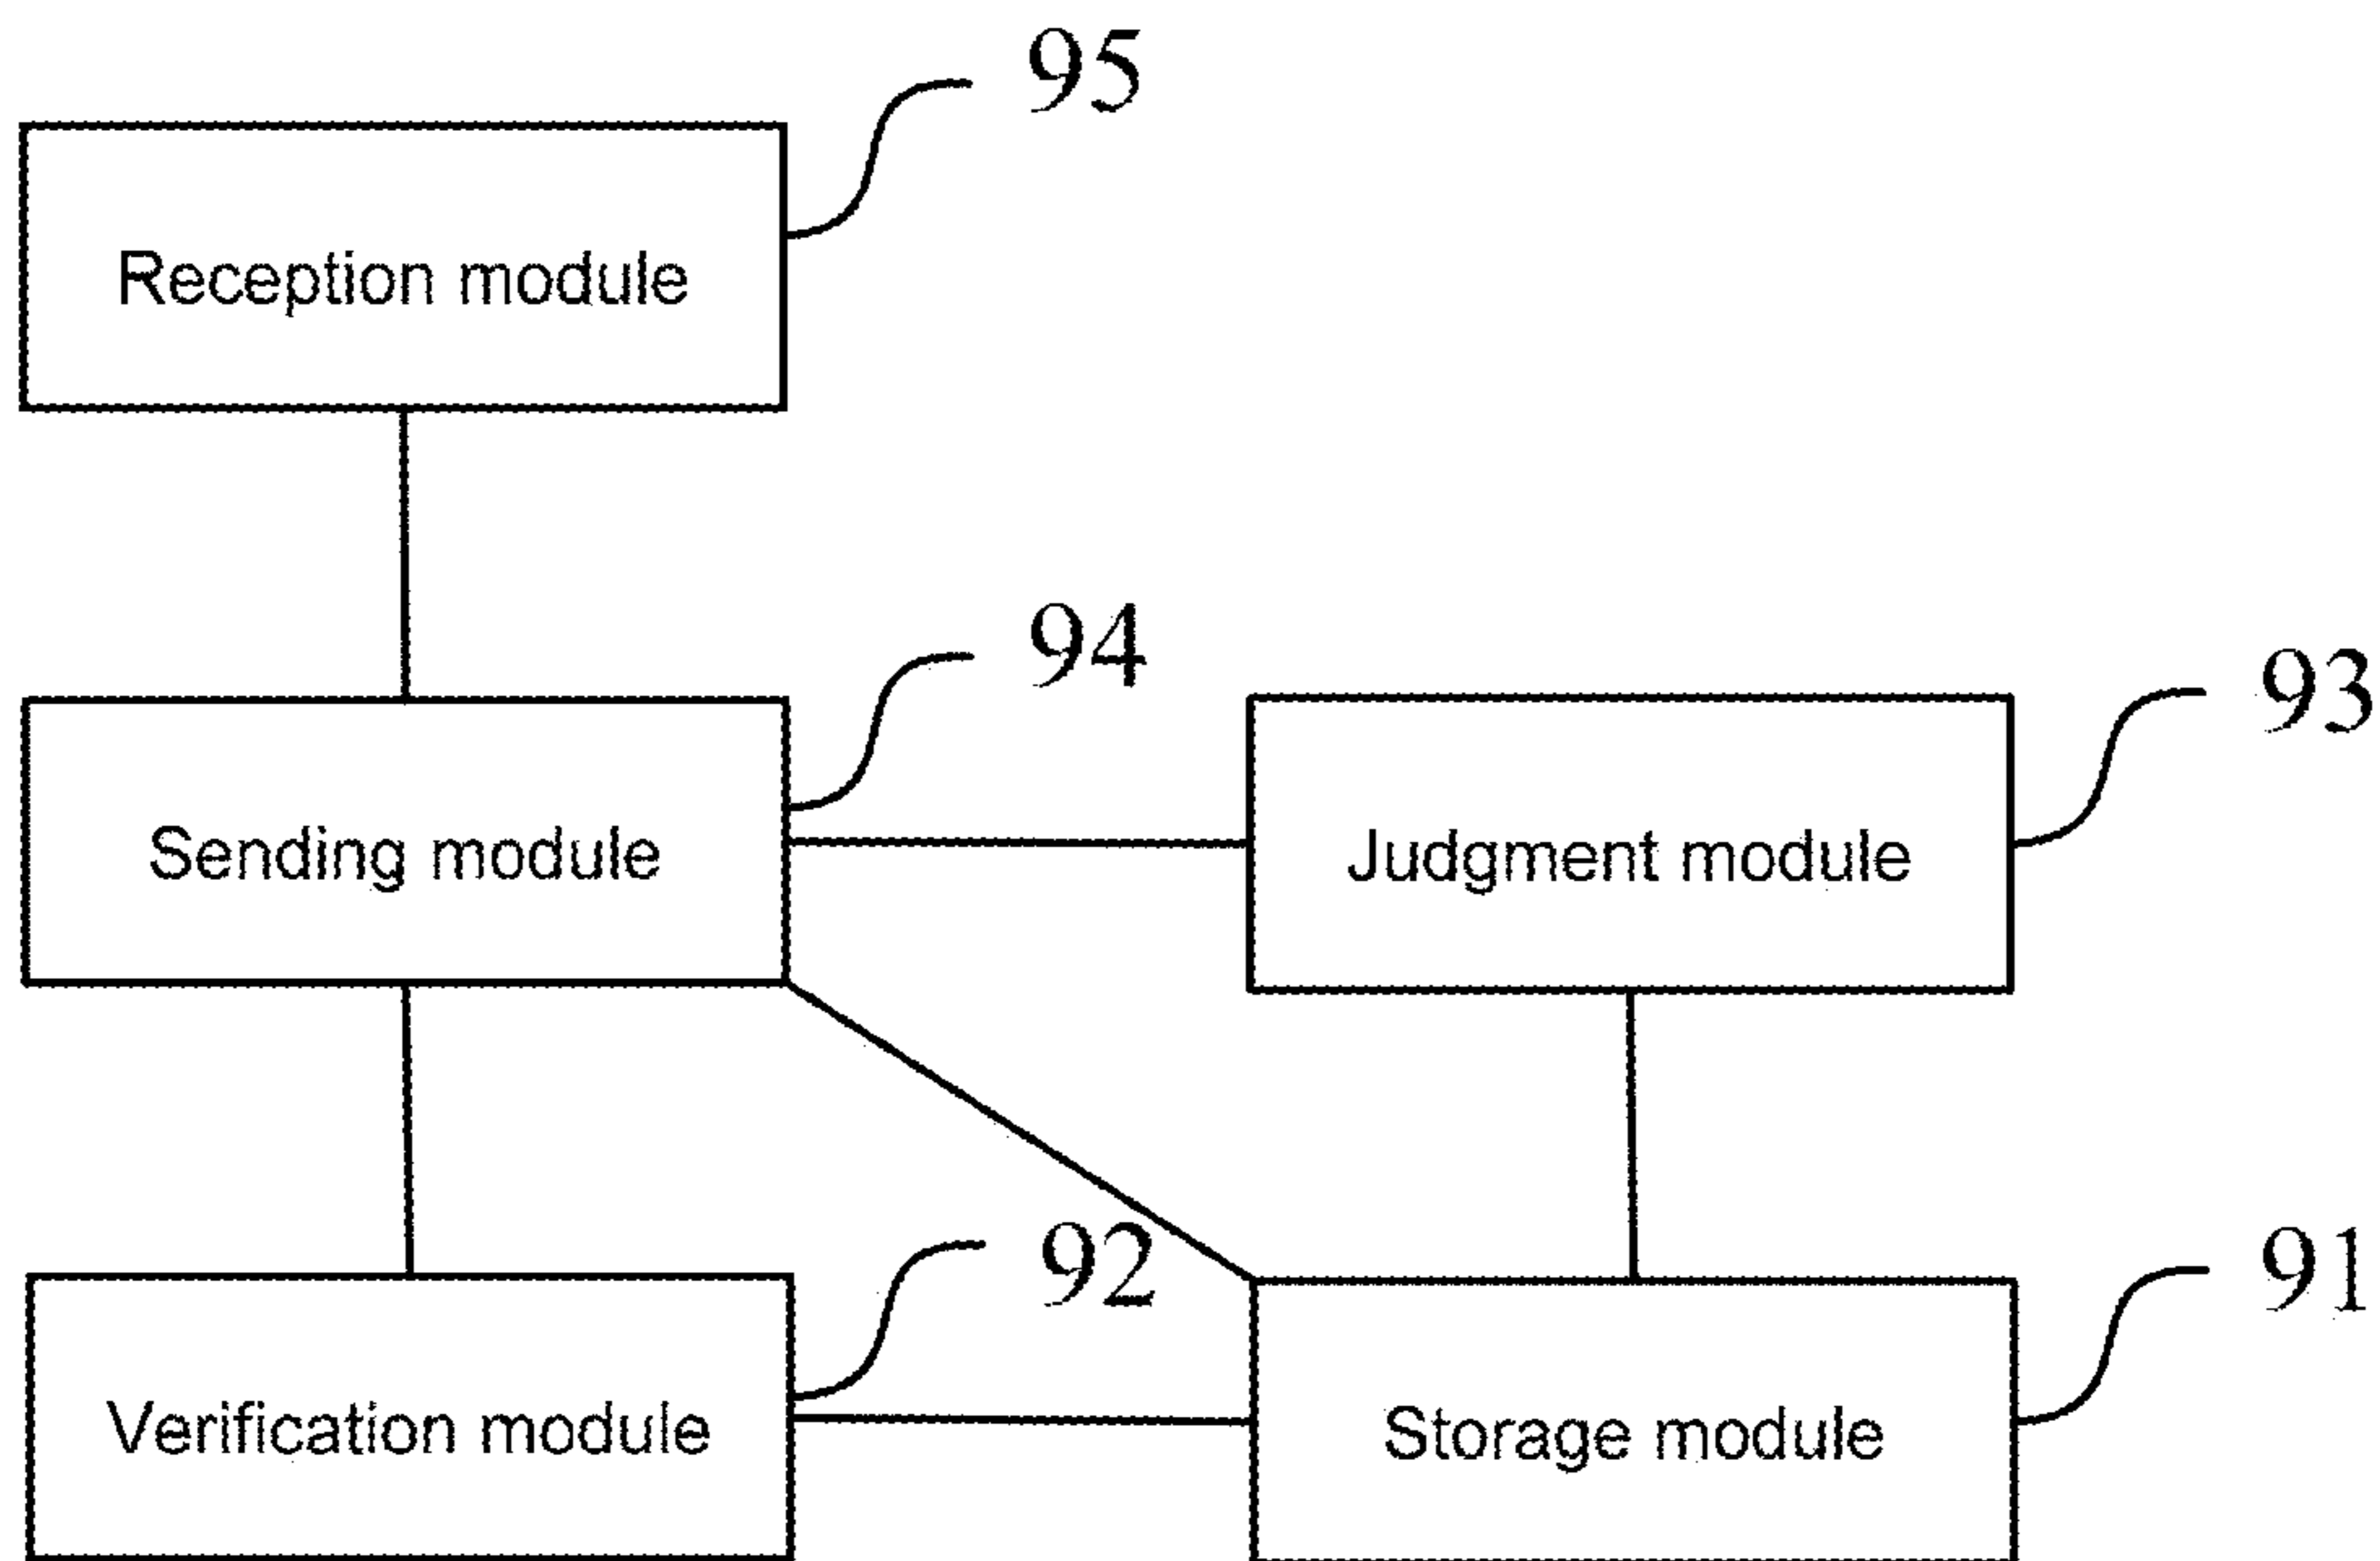 95
Reception module
94
93
Sending module
Judgment module
92
91
Verification module
Storage module